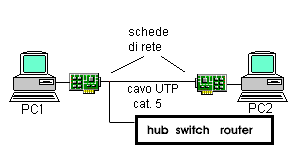 schede
di rete
cavo UTP
cat. 5
PC1
PC2
hub switch router